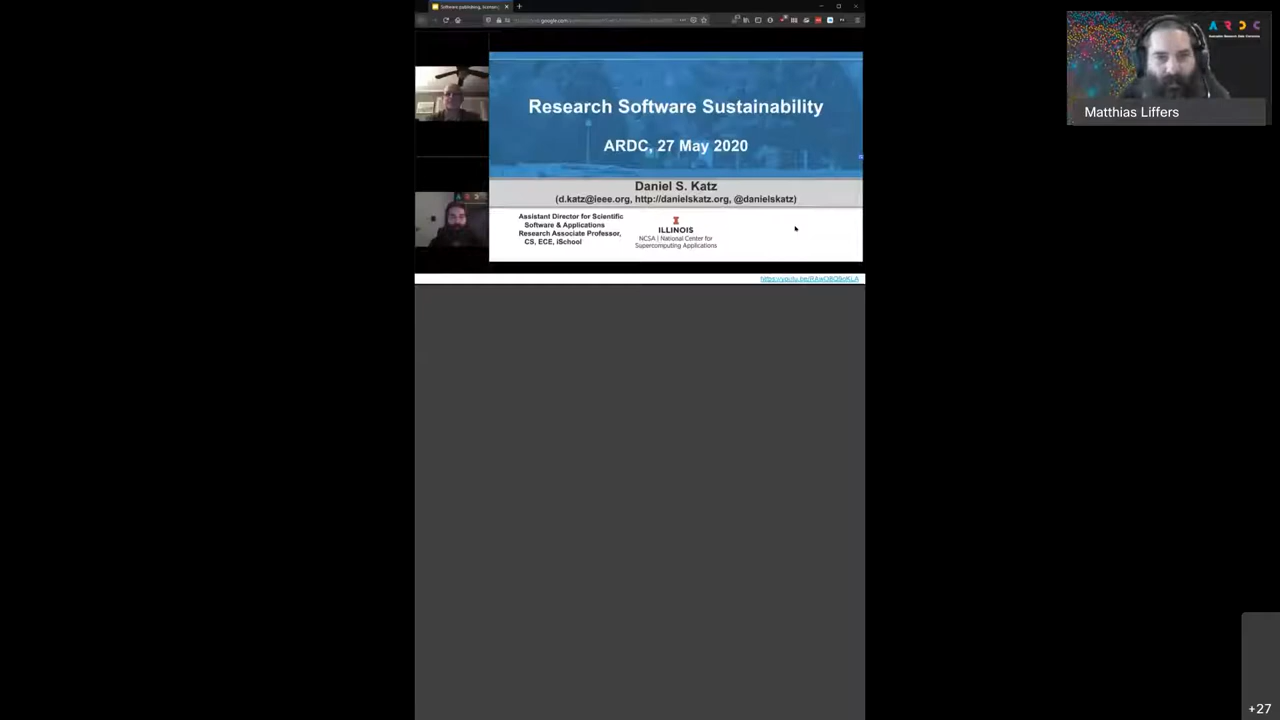 Research Software Sustainability
ARDC, 27 May 2020
Daniel S. Katz
(d.katz@ieee.org, http://danielskatz.org, @danielskatz)
Assistant Director for Scientific
Software & Applications
Research Associate Professor,
CS, ECE, iSchool
ILLINOIS
NCSA | National Center for
Supercomputing Applications
Matthias Liffers
+27